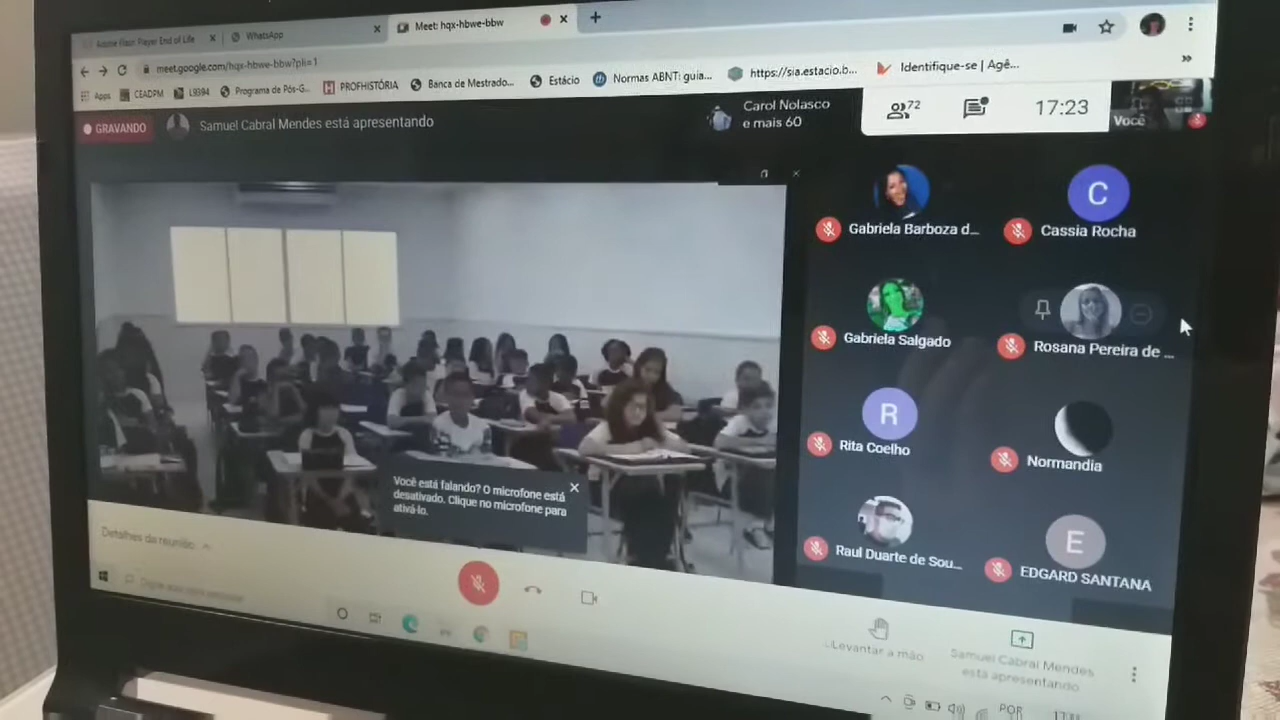 Adobe Flash Player End of Life
WhatsApp
Meet: hqx-hbwe-bbw
meet.google.com/hqx-hbwe-bbw?pli=1
Apps
CEADPM
L9394
Programa de Pós-G...
PROFHISTÓRIA
Banca de Mestrado...
Estácio
Normas ABNT: guia...
https://sia.estacio.b...
Identifique-se | Agê...
GRAVANDO
Samuel Cabral Mendes está apresentando
Carol Nolasco
e mais 60
72
17:23
Você
Gabriela Barboza d...
C
Cassia Rocha
Gabriela Salgado
Rosana Pereira de ...
R
Rita Coelho
Normandia
Raul Duarte de Sou...
E
EDGARD SANTANA
Você está falando? O microfone está
desativado. Clique no microfone para
ativá-lo.
Detalhes da reunião
Levantar a mão
Samuel Cabral Mendes
está apresentando
POR